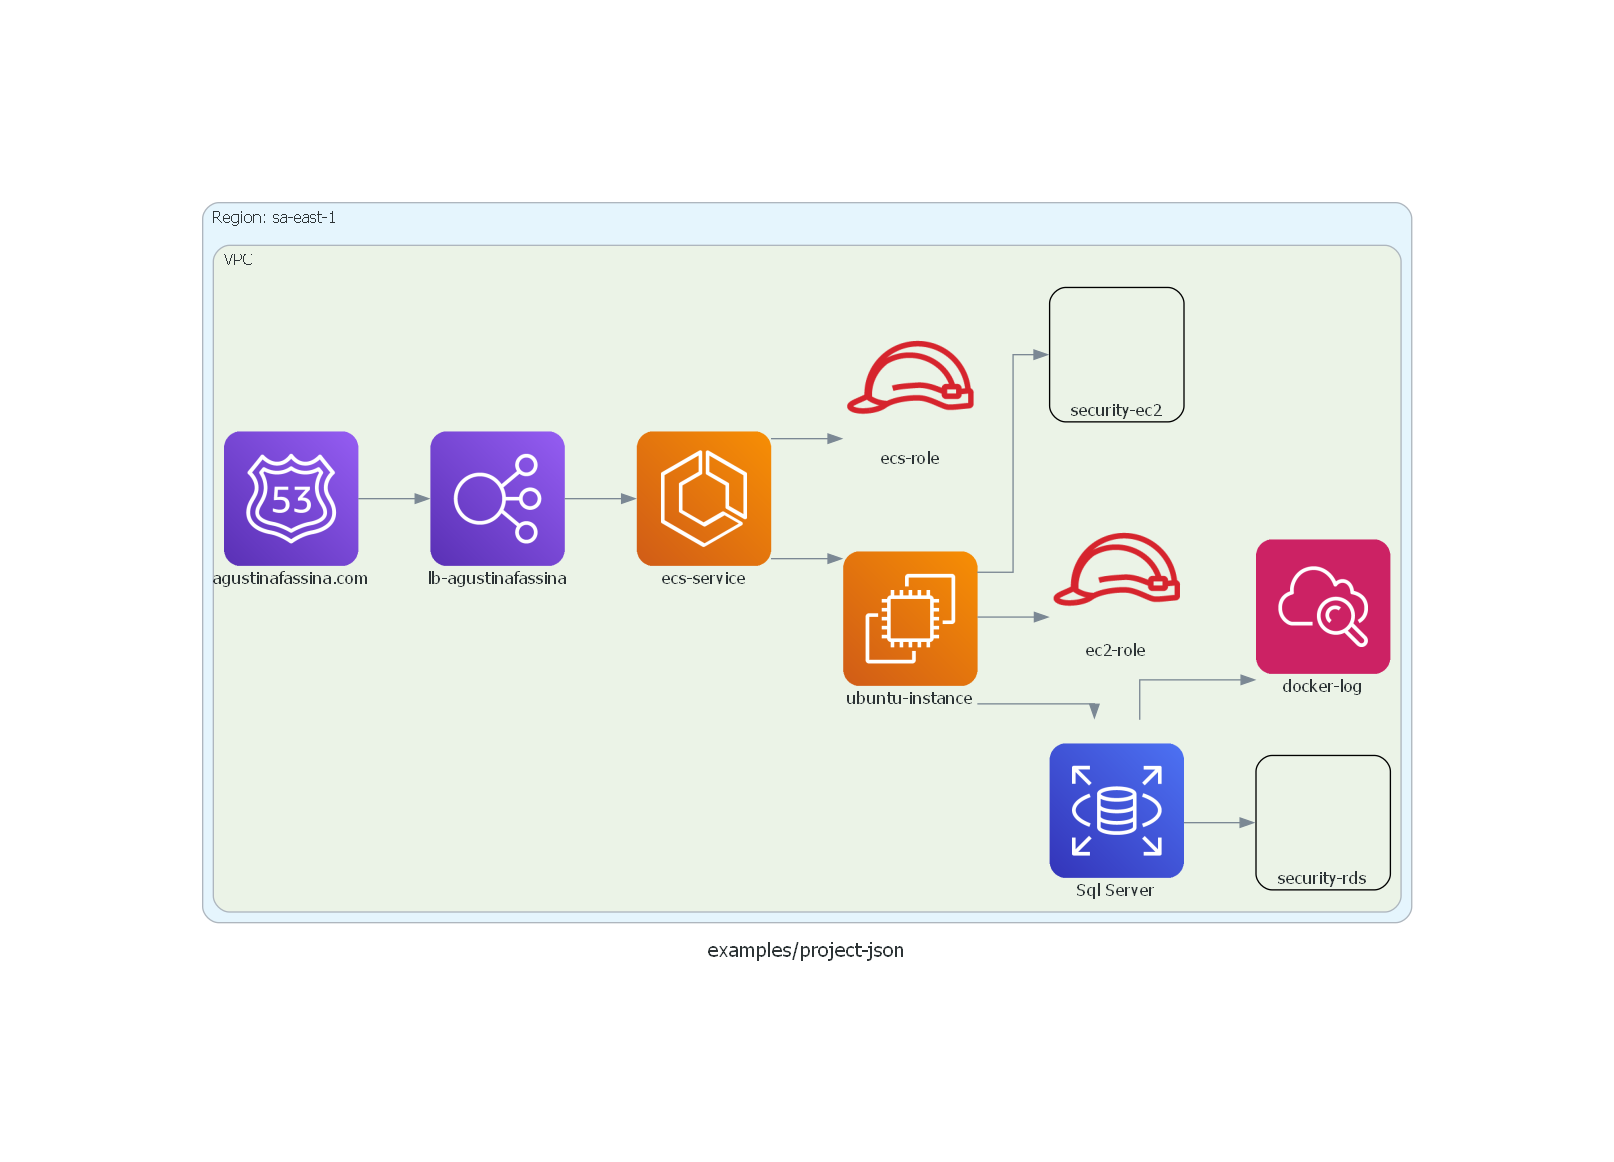 Region: sa-east-1
VPC
security-ec2
ecs-role
53
agustinafassina.com
lb-agustinafassina
ecs-service
ec2-role
ubuntu-instance
docker-log
Sql Server
security-rds
examples/project-json